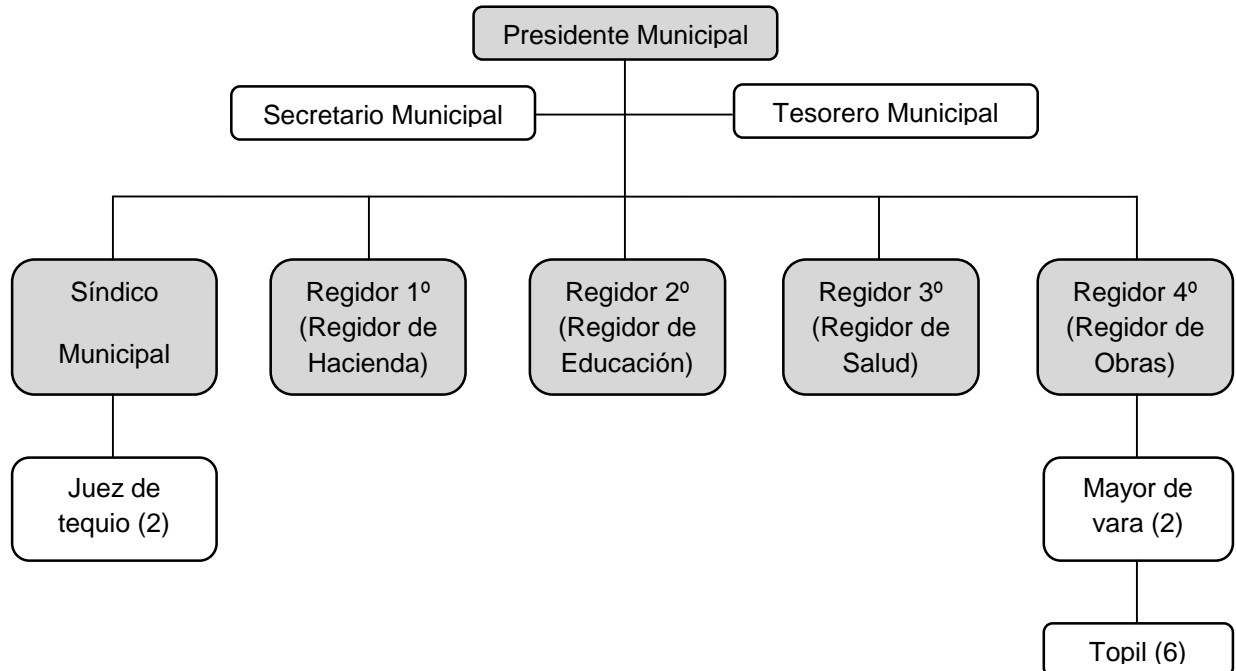 Presidente Municipal
Secretario Municipal
Tesorero Municipal
Síndico
Municipal
Regidor 1º
(Regidor de
Hacienda)
Regidor 2º
(Regidor de
Educación)
Regidor 3º
(Regidor de
Salud)
Regidor 4º
(Regidor de
Obras)
Juez de
tequio (2)
Mayor de
vara (2)
Topil (6)